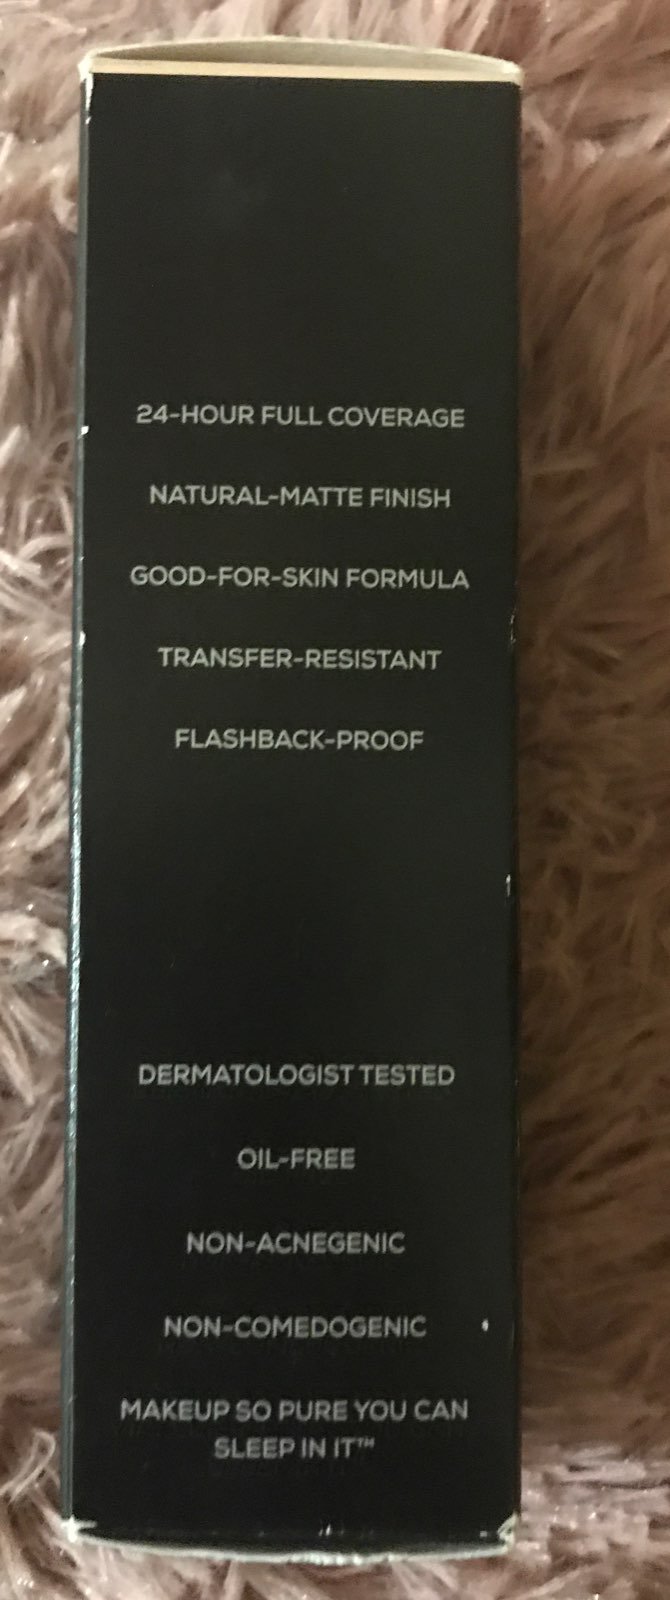 24-HOUR FULL COVERAGE
NATURAL-MATTE FINISH
GOOD-FOR-SKIN FORMULA
TRANSFER-RESISTANT
FLASHBACK-PROOF
DERMATOLOGIST TESTED
OIL-FREE
NON-ACNEGENIC
NON-COMEDOGENIC
MAKEUP SO PURE YOU CAN
SLEEP IN IT™